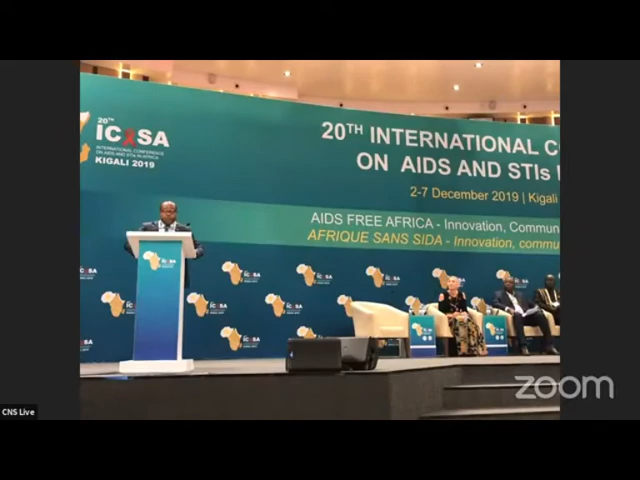 20TH
ICASA
INTERNATIONAL CONFERENCE
ON AIDS AND STIs IN AFRICA
KIGALI 2019
20TH INTERNATIONAL C
ON AIDS AND STIs
2-7 December 2019 | Kigali
AIDS FREE AFRICA - Innovation, Commun
AFRIQUE SANS SIDA - Innovation, commu
CNS Live
zoom